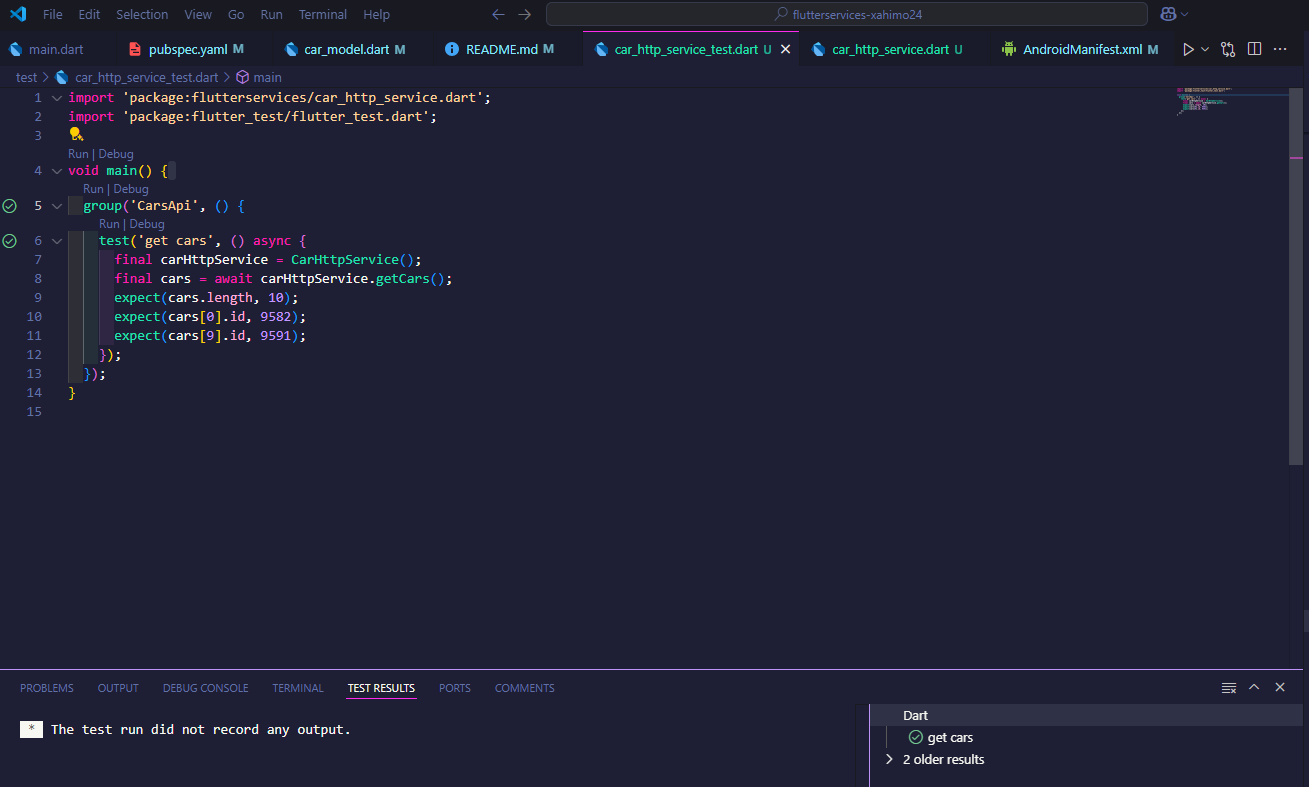 File Edit Selection View Go Run Terminal Help flutterservices-xahimo24
main.dart pubspec.yaml M car_model.dart M README.md M car_http_service_test.dart U car_http_service.dart U AndroidManifest.xml M
test > car_http_service_test.dart > main
1 import 'package:flutterservices/car_http_service.dart';
2 import 'package:flutter_test/flutter_test.dart';
3
Run | Debug
4 void main() {
Run | Debug
5 group('CarsApi', () {
Run | Debug
6 test('get cars', () async {
7 final carHttpService = CarHttpService();
8 final cars = await carHttpService.getCars();
9 expect(cars.length, 10);
10 expect(cars[0].id, 9582);
11 expect(cars[9].id, 9591);
12 });
13 });
14 }
15
PROBLEMS OUTPUT DEBUG CONSOLE TERMINAL TEST RESULTS PORTS COMMENTS
* The test run did not record any output.
Dart
get cars
2 older results